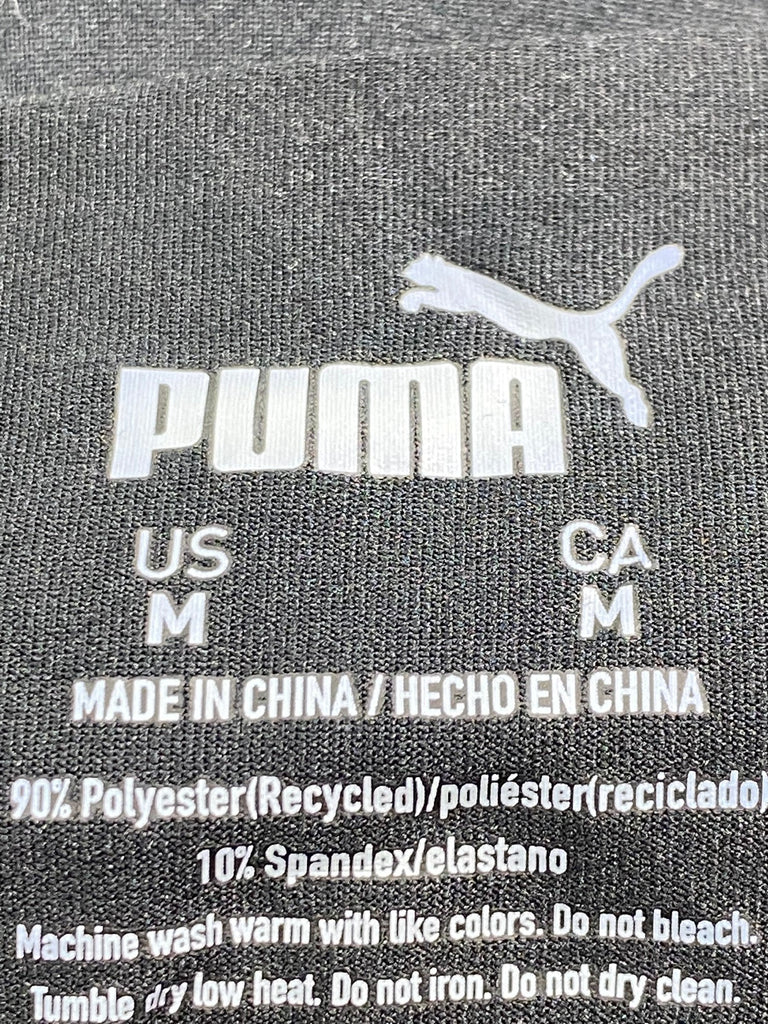 PUMA
US CA
M M
MADE IN CHINA / HECHO EN CHINA
90% Polyester(Recycled)/poliéster(reciclado)
10% Spandex/elastano
Machine wash warm with like colors. Do not bleach.
Tumble dry low heat. Do not iron. Do not dry clean.